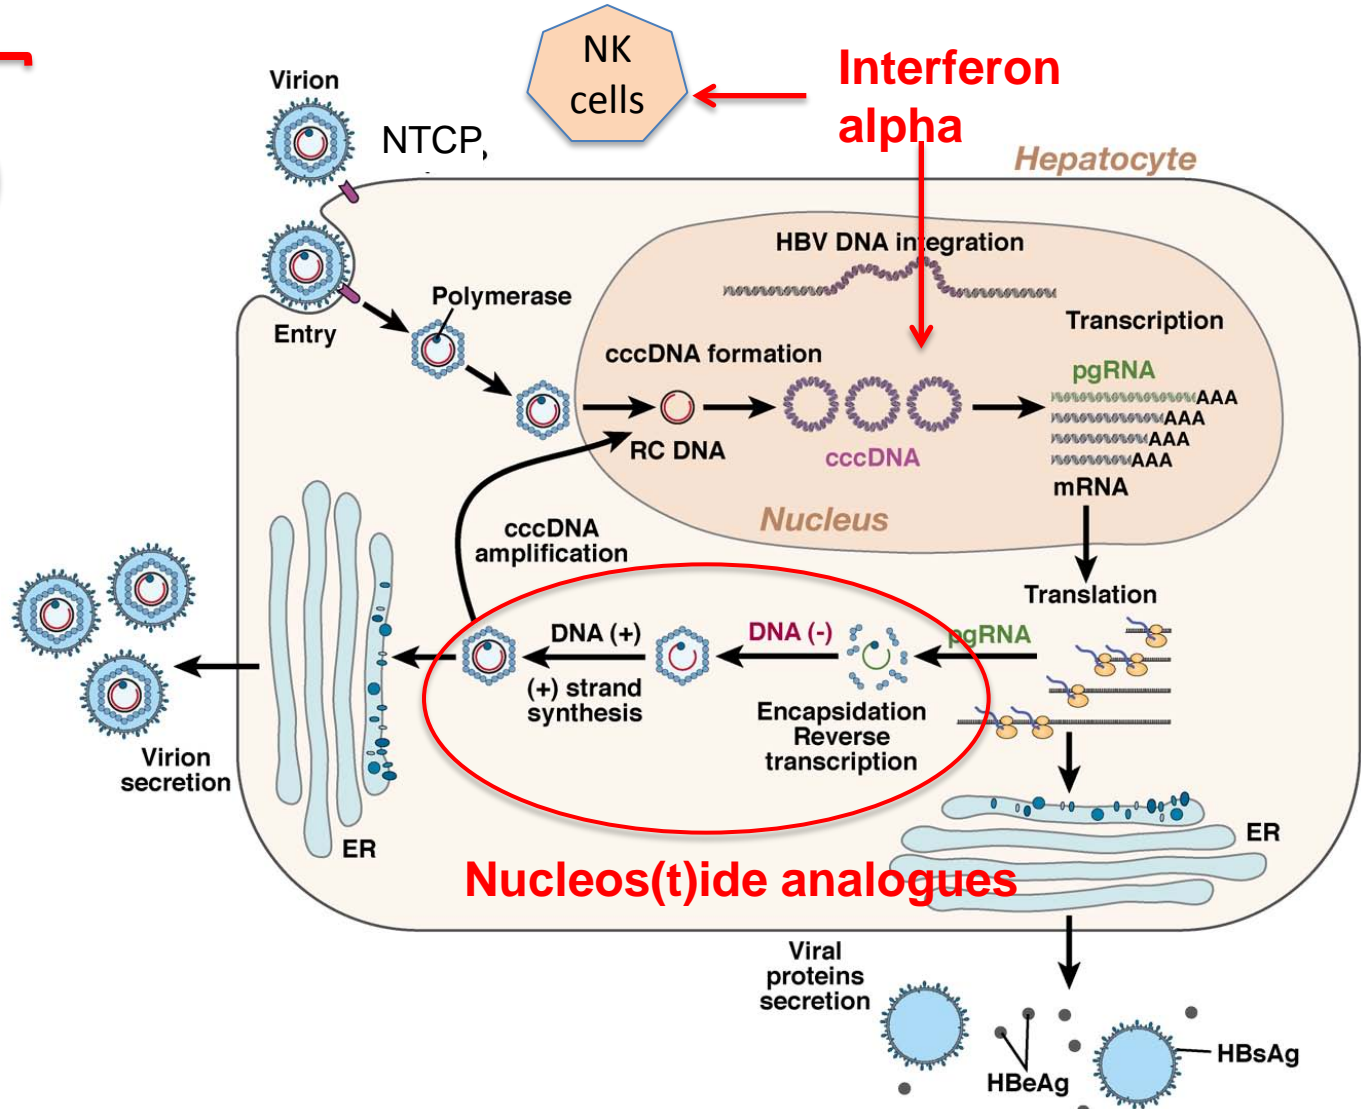 NK
cells
Interferon
alpha
Virion
NTCP,
Hepatocyte
HBV DNA integration
Polymerase
Entry
Transcription
cccDNA formation
pgRNA
AAA
AAA
AAA
AAA
RC DNA
cccDNA
mRNA
Nucleus
cccDNA
amplification
Translation
DNA (+)
DNA (-)
pgRNA
(+) strand
synthesis
Encapsidation
Reverse
transcription
Virion
secretion
ER
ER
Nucleos(t)ide analogues
Viral
proteins
secretion
HBsAg
HBeAg